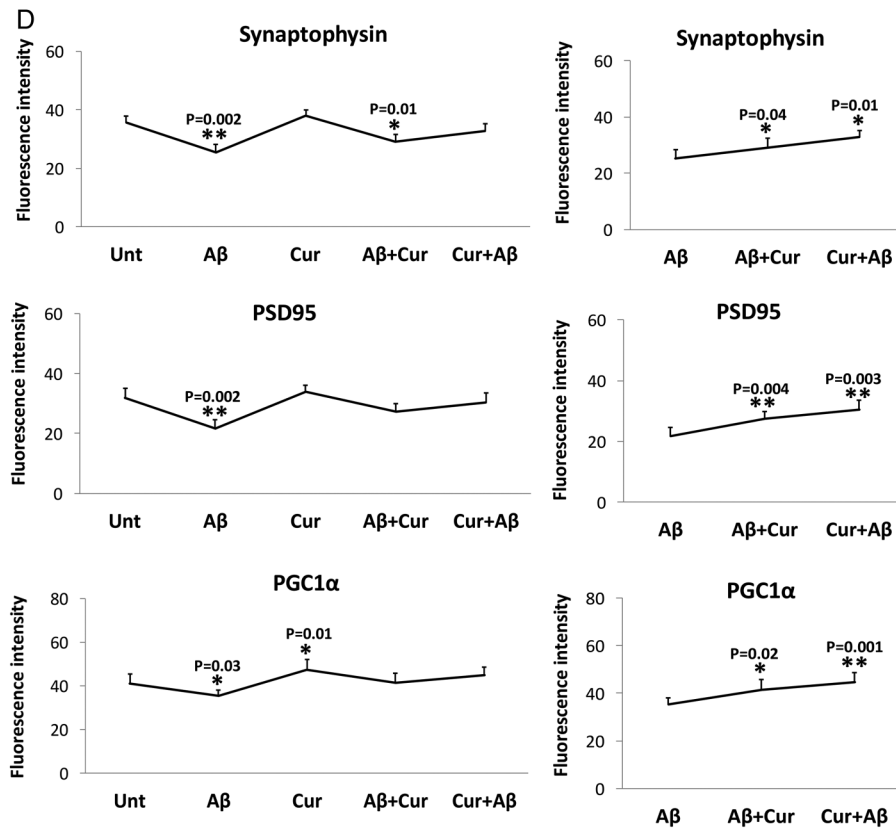 D
Synaptophysin
Fluorescence intensity
60
40
20
0
P=0.002
**
P=0.01
*
Unt Aβ Cur Aβ+Cur Cur+Aβ
Synaptophysin
Fluorescence intensity
60
40
20
0
P=0.04
*
P=0.01
*
Aβ Aβ+Cur Cur+Aβ
PSD95
Fluorescence intensity
60
40
20
0
P=0.002
**
Unt Aβ Cur Aβ+Cur Cur+Aβ
PSD95
Fluorescence intensity
60
40
20
0
P=0.004
**
P=0.003
**
Aβ Aβ+Cur Cur+Aβ
PGC1α
Fluorescence intensity
80
60
40
20
0
P=0.03
*
P=0.01
*
Unt Aβ Cur Aβ+Cur Cur+Aβ
PGC1α
Fluorescence intensity
80
60
40
20
0
P=0.02
*
P=0.001
**
Aβ Aβ+Cur Cur+Aβ